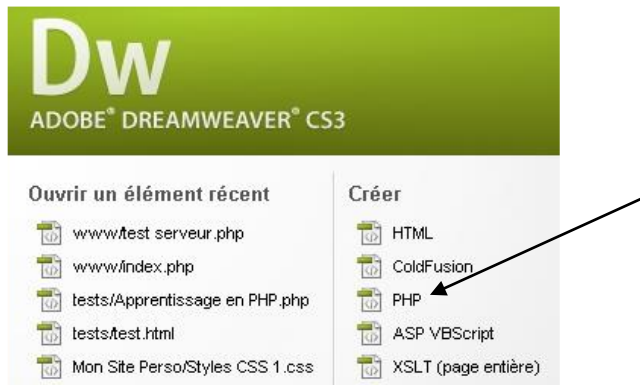 Dw
ADOBE® DREAMWEAVER® CS3
Ouvrir un élément récent
www/test serveur.php
www/index.php
tests/Apprentissage en PHP.php
tests/test.html
Mon Site Perso/Styles CSS 1.css
Créer
HTML
ColdFusion
PHP
ASP VBScript
XSLT (page entière)